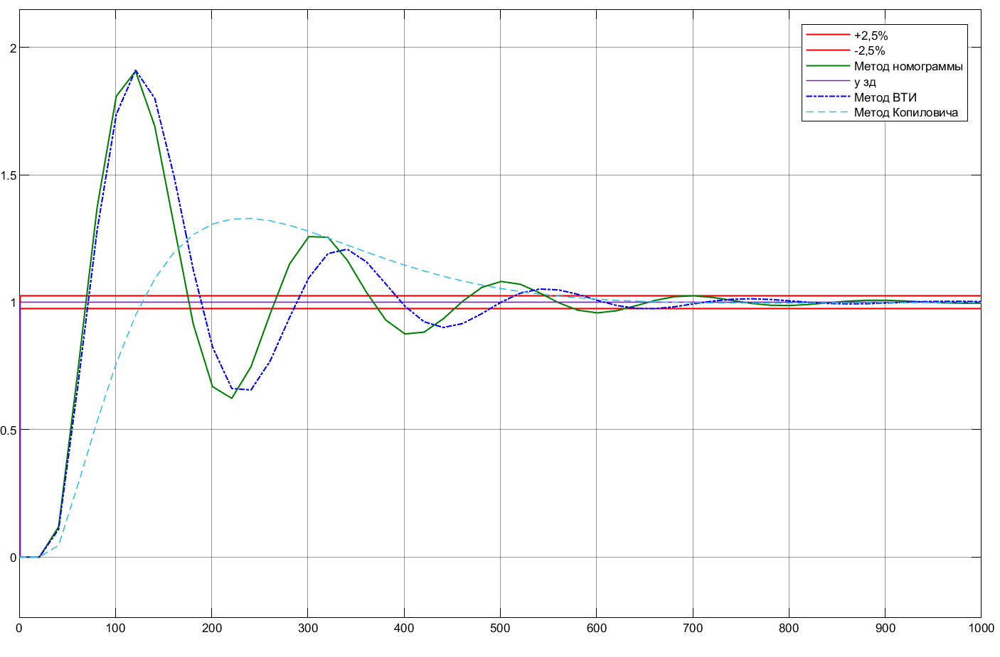 +2,5%
-2,5%
Метод номограммы
у зд
Метод ВТИ
Метод Копиловича
2
1.5
1
0.5
0
0 100 200 300 400 500 600 700 800 900 1000